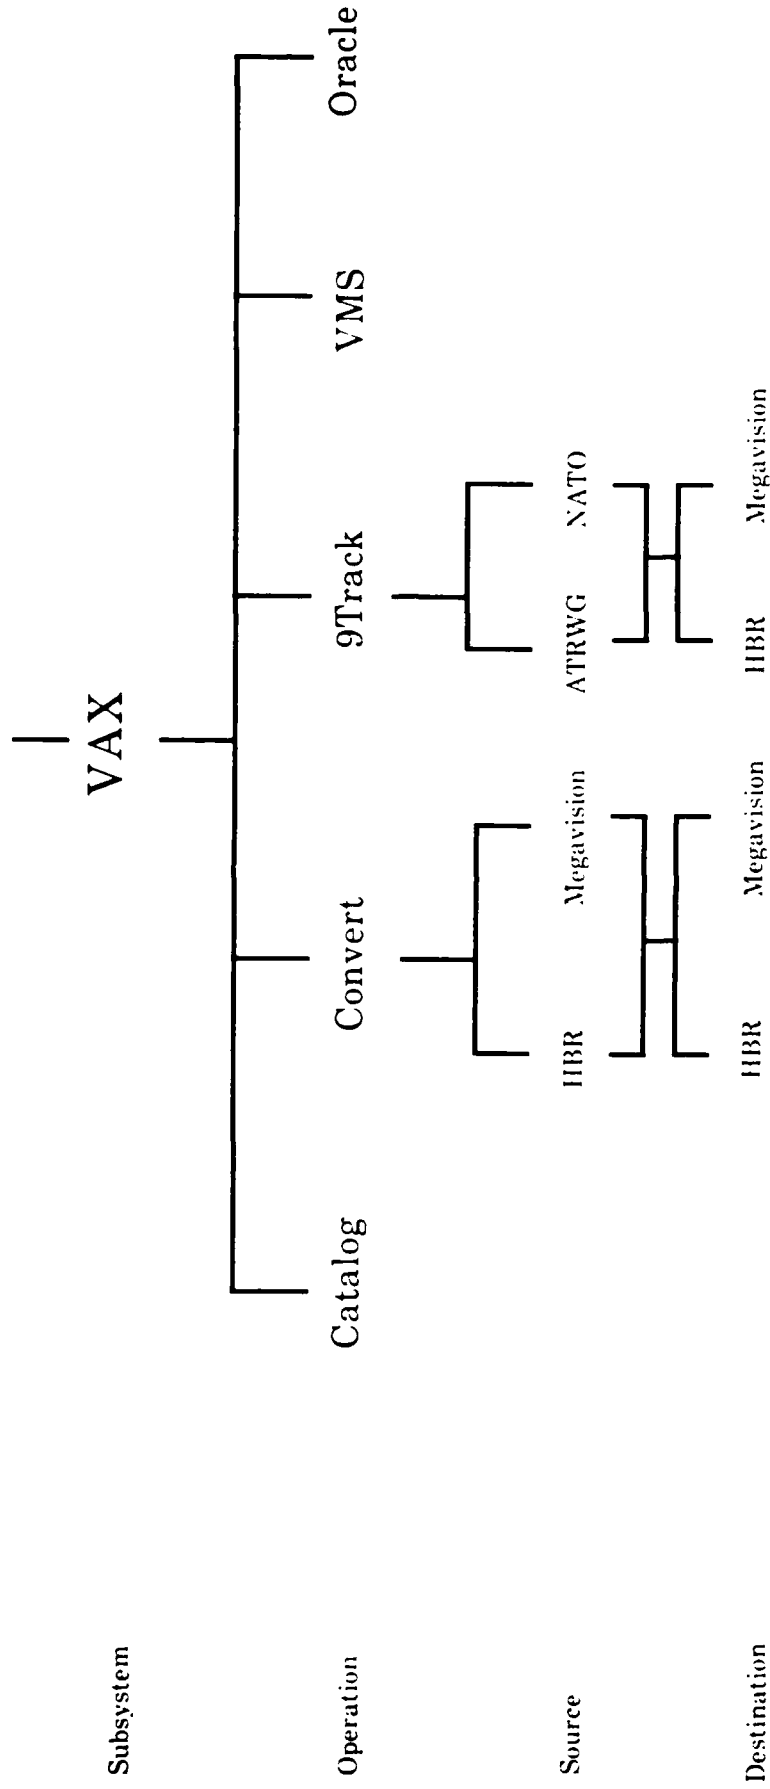 Subsystem
VAX
Operation
Catalog
Convert
9Track
VMS
Oracle
Source
HBR
Megavision
ATRWG
NATO
Destination
HBR
Megavision
HBR
Megavision